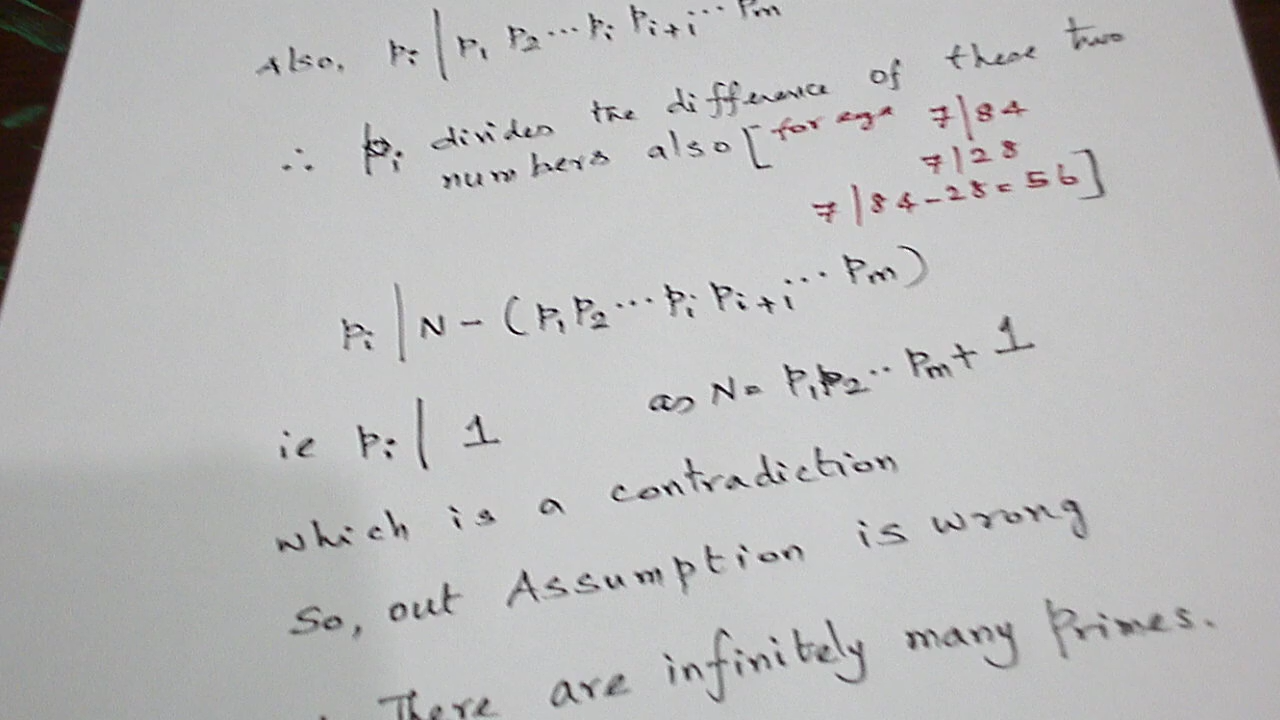 Also, Pi | P1 P2 ... Pi Pi+1 ... Pm
∴ Pi divides the difference of these two
numbers also [for eg 7|84
7|28
7|84-28=56]
Pi | N - (P1 P2 ... Pi Pi+1 ... Pm)
as N = P1 P2 .. Pm + 1
ie Pi | 1
which is a contradiction
So, out Assumption is wrong
There are infinitely many Primes.